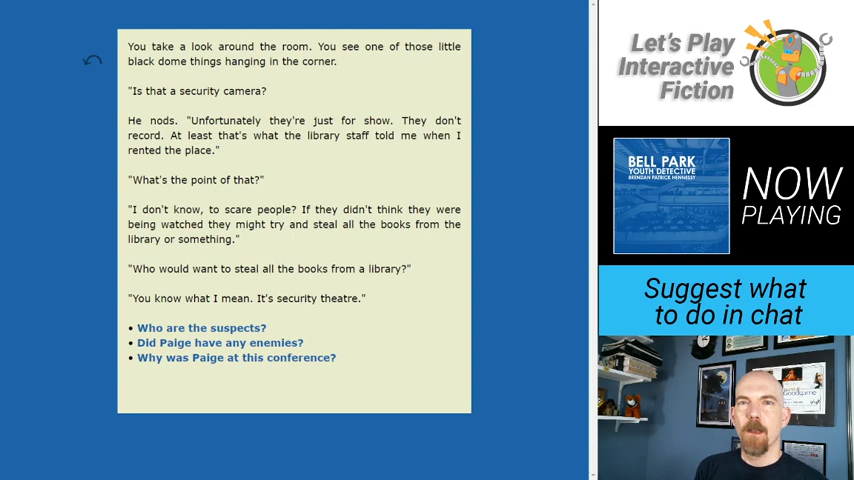 You take a look around the room. You see one of those little
black dome things hanging in the corner.
"Is that a security camera?
He nods. "Unfortunately they're just for show. They don't
record. At least that's what the library staff told me when I
rented the place."
"What's the point of that?"
"I don't know, to scare people? If they didn't think they were
being watched they might try and steal all the books from the
library or something."
"Who would want to steal all the books from a library?"
"You know what I mean. It's security theatre."
• Who are the suspects?
• Did Paige have any enemies?
• Why was Paige at this conference?
Let's Play
Interactive
Fiction
BELL PARK
YOUTH DETECTIVE
BRENDAN PATRICK HENNESSY
NOW
PLAYING
Suggest what
to do in chat